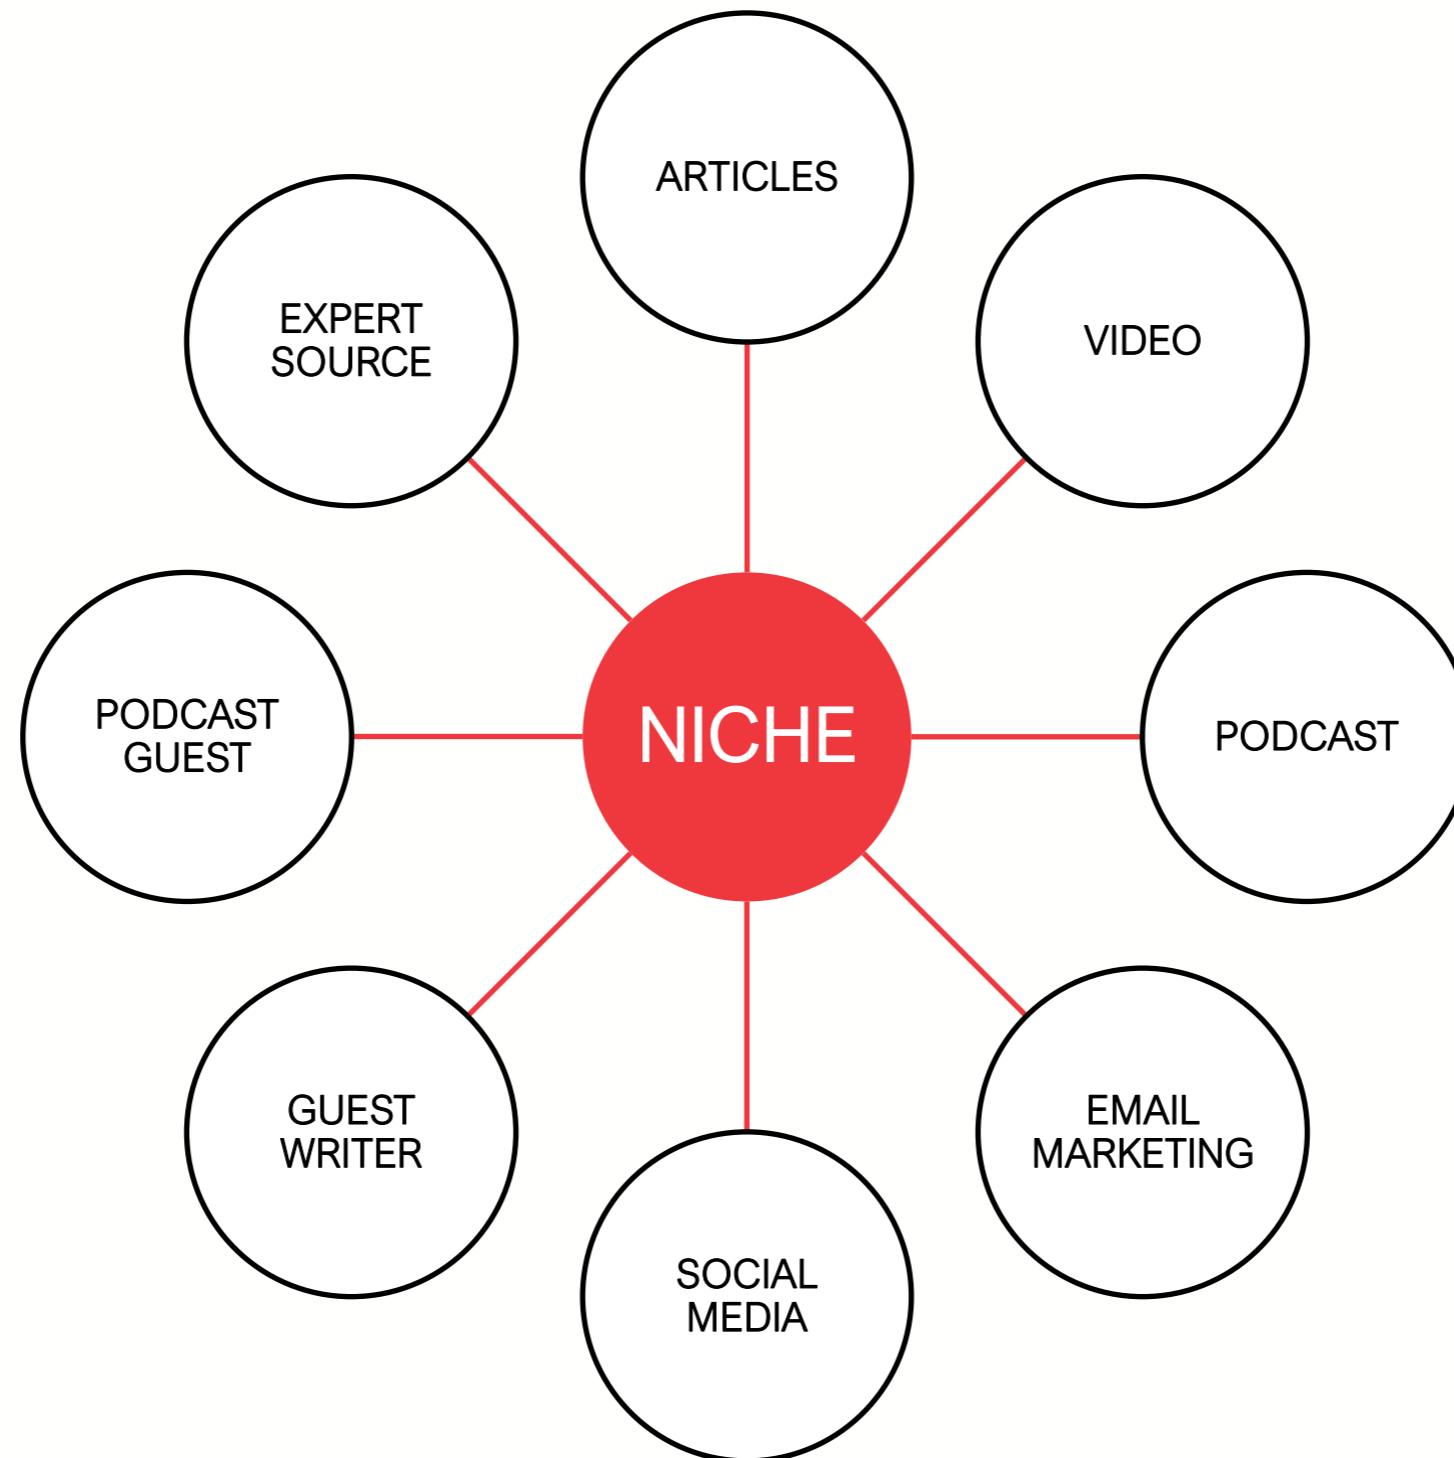 ARTICLES
EXPERT
SOURCE
VIDEO
PODCAST
GUEST
NICHE
PODCAST
GUEST
WRITER
EMAIL
MARKETING
SOCIAL
MEDIA